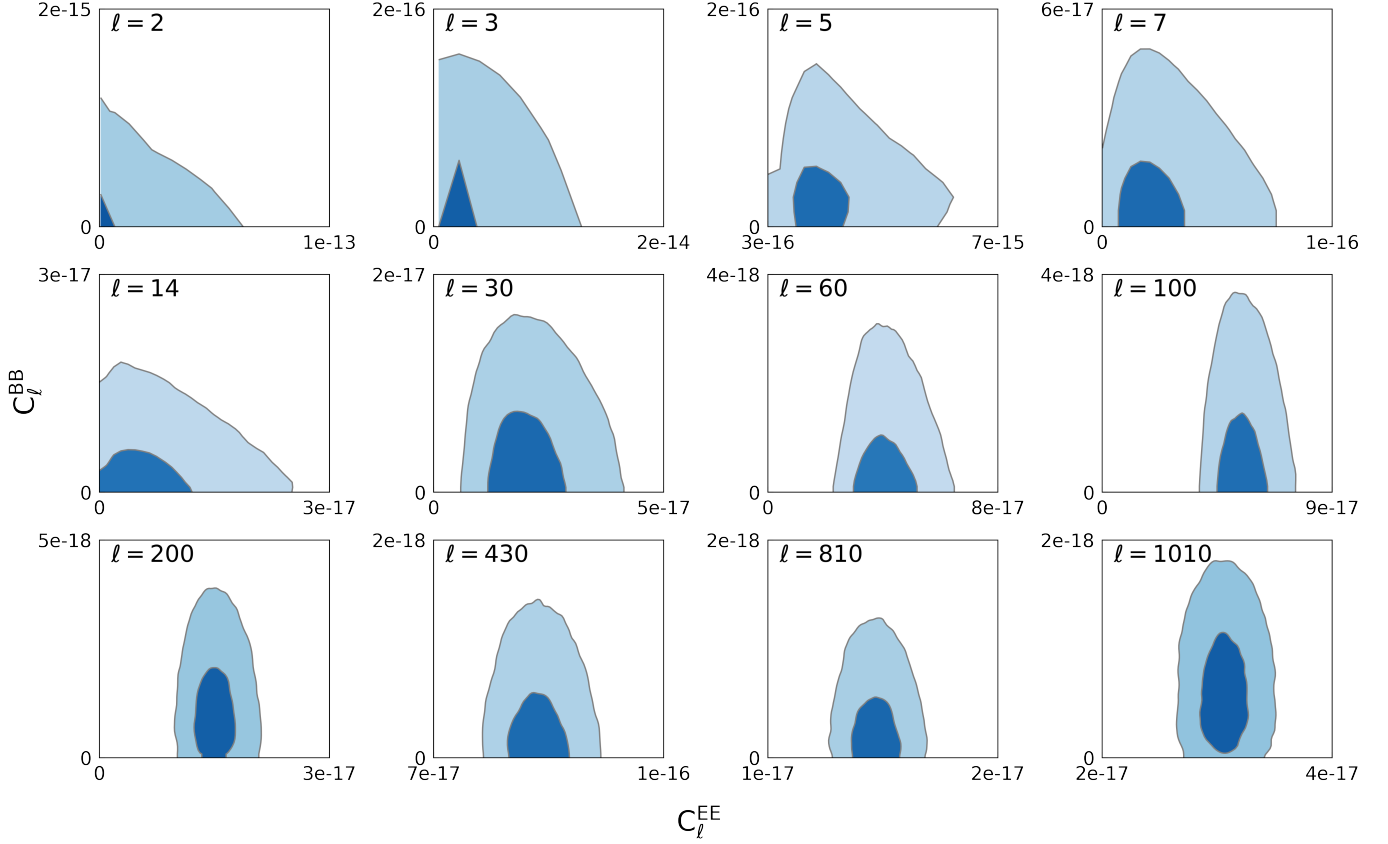 2e-15 ℓ = 2 0 0 1e-13
2e-16 ℓ = 3 0 0 2e-14
2e-16 ℓ = 5 0 3e-16 7e-15
6e-17 ℓ = 7 0 0 1e-16
3e-17 ℓ = 14 0 0 3e-17
2e-17 ℓ = 30 0 0 5e-17
4e-18 ℓ = 60 0 0 8e-17
4e-18 ℓ = 100 0 0 9e-17
5e-18 ℓ = 200 0 0 3e-17
2e-18 ℓ = 430 0 7e-17 1e-16
2e-18 ℓ = 810 0 1e-17 2e-17
2e-18 ℓ = 1010 0 2e-17 4e-17
C_ℓ^BB
C_ℓ^EE